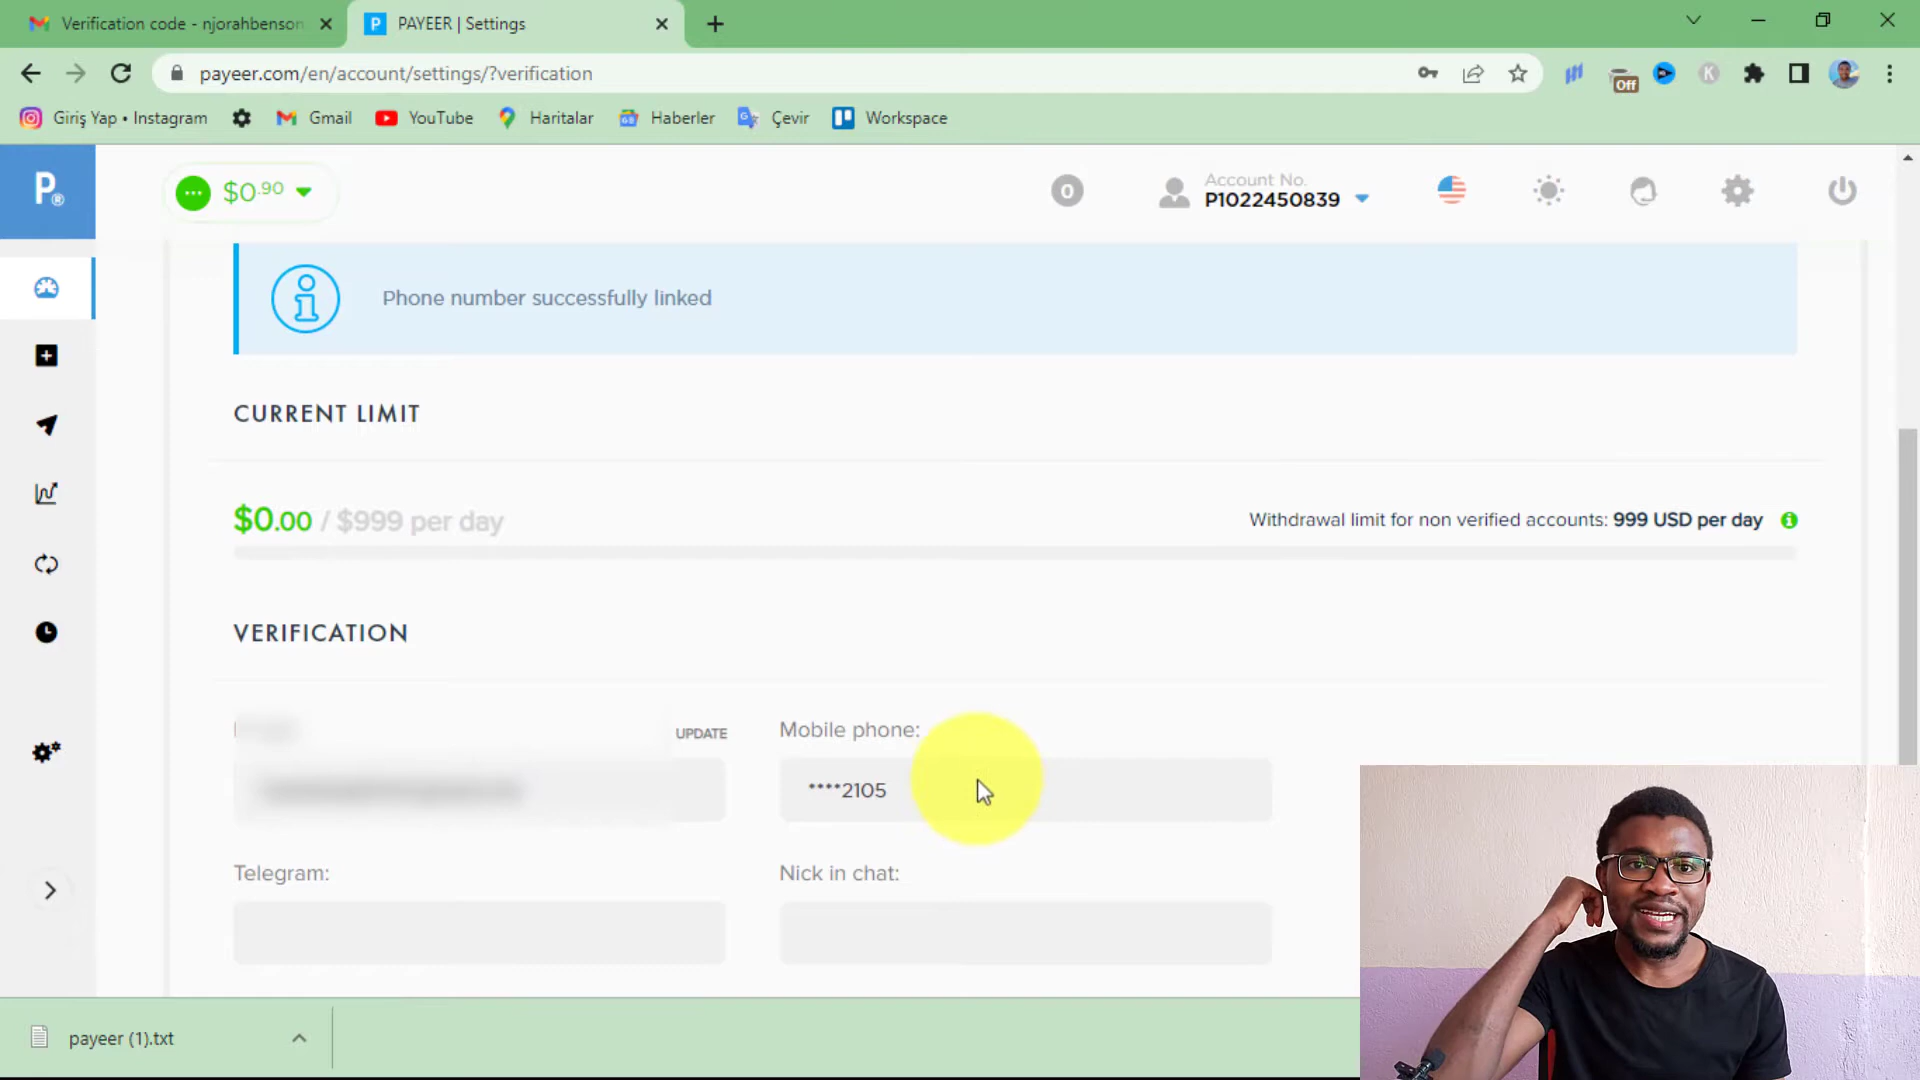 Verification code - njorahbenson
PAYEER | Settings
payeer.com/en/account/settings/?verification
Off
K
Giriş Yap • Instagram
Gmail
YouTube
Haritalar
Haberler
Çevir
Workspace
P
$0.90
0
Account No.
P1022450839
Phone number successfully linked
CURRENT LIMIT
$0.00 / $999 per day
Withdrawal limit for non verified accounts: 999 USD per day
VERIFICATION
UPDATE
Mobile phone:
****2105
Telegram:
Nick in chat:
payeer (1).txt